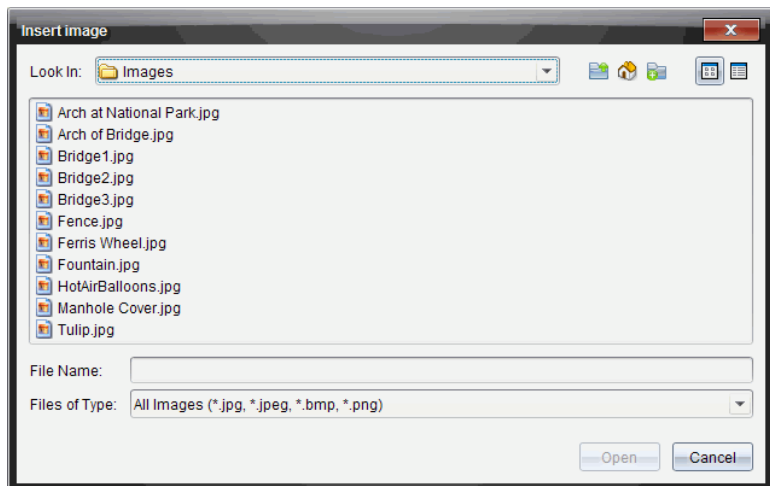 Insert image
Look In: Images
Arch at National Park.jpg
Arch of Bridge.jpg
Bridge1.jpg
Bridge2.jpg
Bridge3.jpg
Fence.jpg
Ferris Wheel.jpg
Fountain.jpg
HotAirBalloons.jpg
Manhole Cover.jpg
Tulip.jpg
File Name:
Files of Type: All Images (*.jpg, *.jpeg, *.bmp, *.png)
Open Cancel